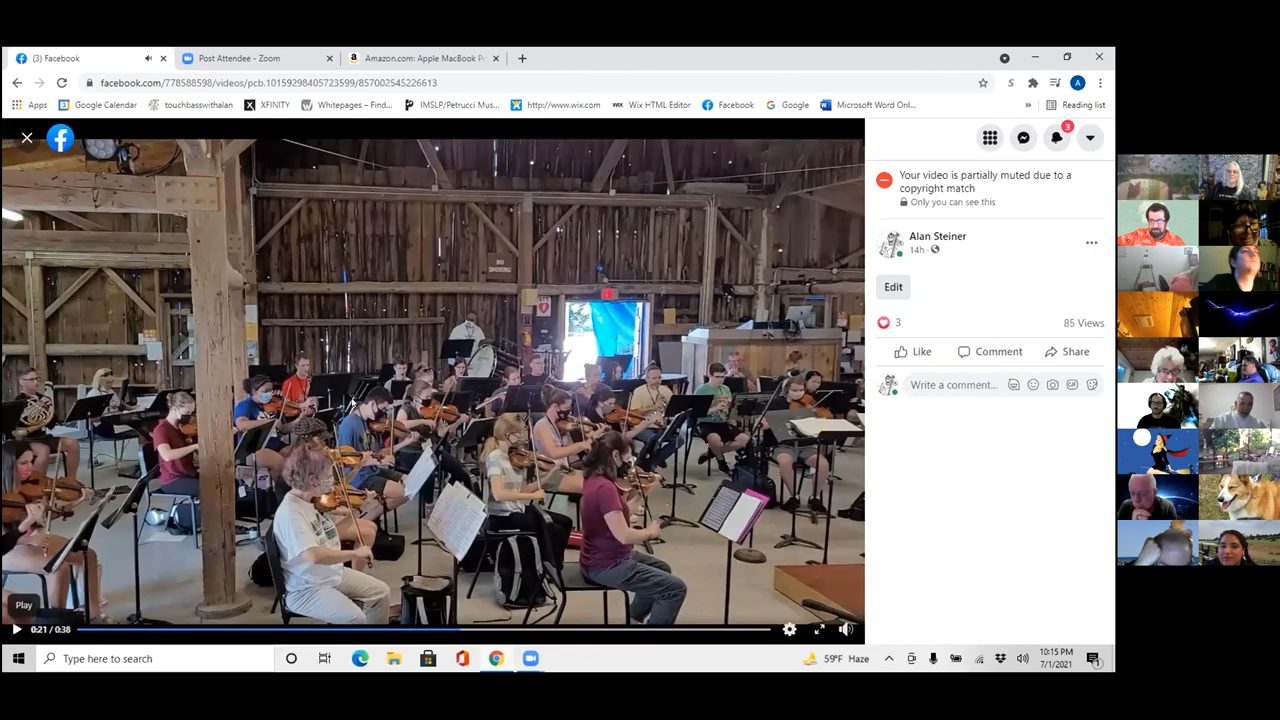 (3) Facebook
Post Attendee - Zoom
Amazon.com: Apple MacBook P
facebook.com/778588598/videos/pcb.10159298405723599/857002545226613
Apps
Google Calendar
touchbasswithalan
XFINITY
Whitepages – Find...
IMSLP/Petrucci Mus...
http://www.wix.com
Wix HTML Editor
Facebook
Google
Microsoft Word Onl...
Reading list
3
Your video is partially muted due to a
copyright match
Only you can see this
Alan Steiner
14h
Edit
3
85 Views
Like
Comment
Share
Write a comment...
NO
SMOKING
Play
0:21 / 0:38
Type here to search
59°F Haze
10:15 PM
7/1/2021
1